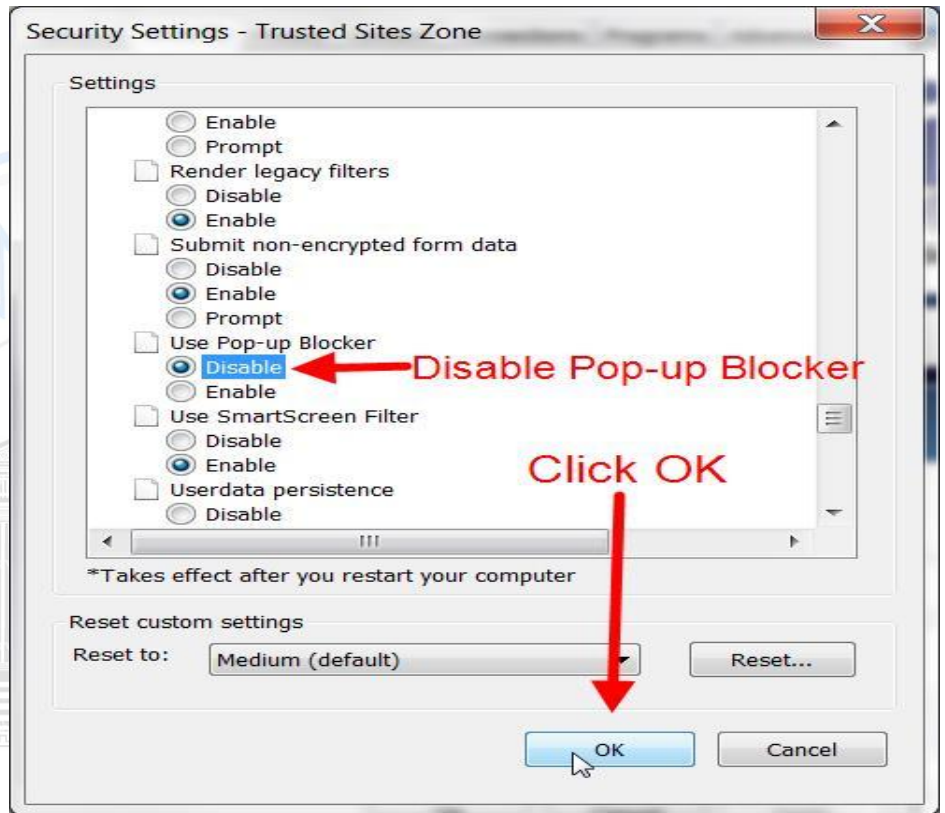 Security Settings - Trusted Sites Zone
Settings
Enable
Prompt
Render legacy filters
Disable
Enable
Submit non-encrypted form data
Disable
Enable
Prompt
Use Pop-up Blocker
Disable
Disable Pop-up Blocker
Enable
Use SmartScreen Filter
Disable
Enable
Click OK
Userdata persistence
Disable
*Takes effect after you restart your computer
Reset custom settings
Reset to: Medium (default) Reset...
OK Cancel